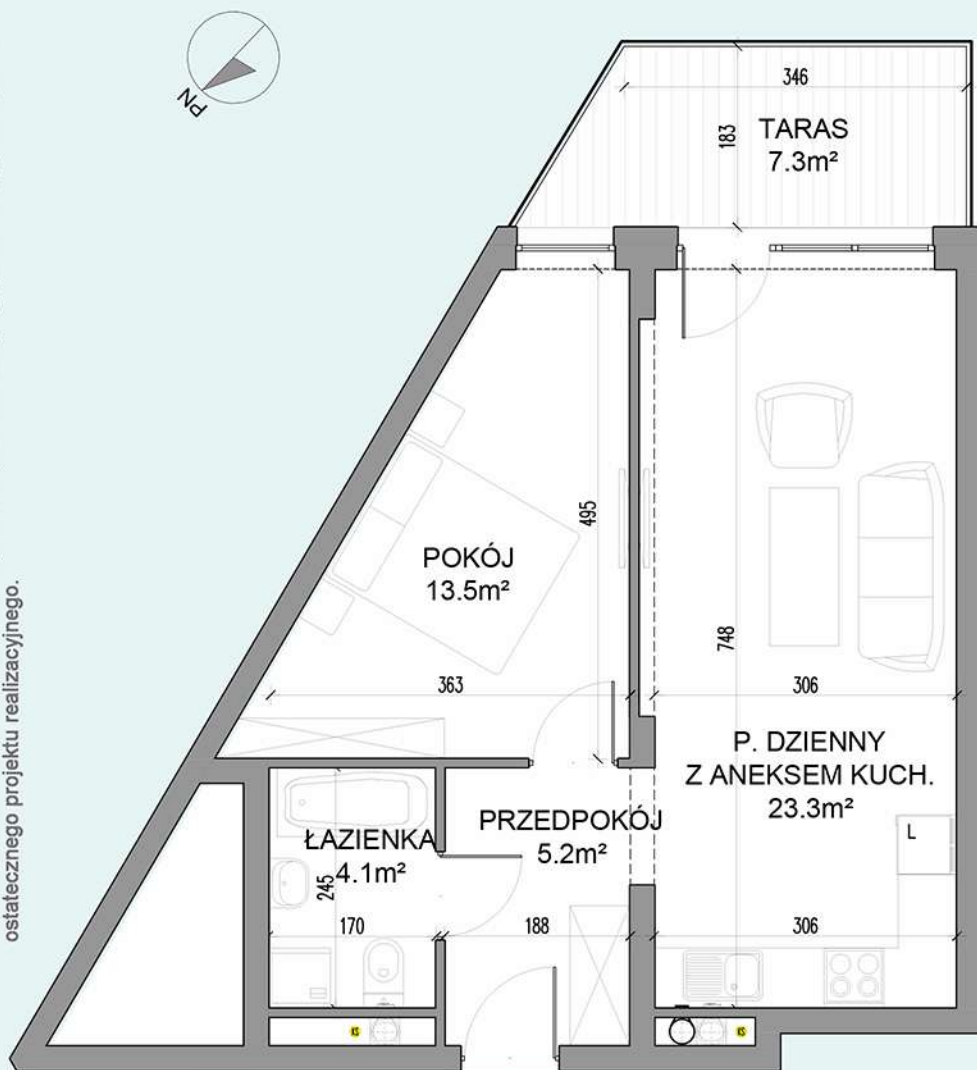 PN
346
183
TARAS
7.3m²
495
POKÓJ
13.5m²
748
363
306
P. DZIENNY
Z ANEKSEM KUCH.
23.3m²
PRZEDPOKÓJ
5.2m²
ŁAZIENKA
4.1m²
L
245
170
188
306
KS
KS
ostatecznego projektu realizacyjnego.